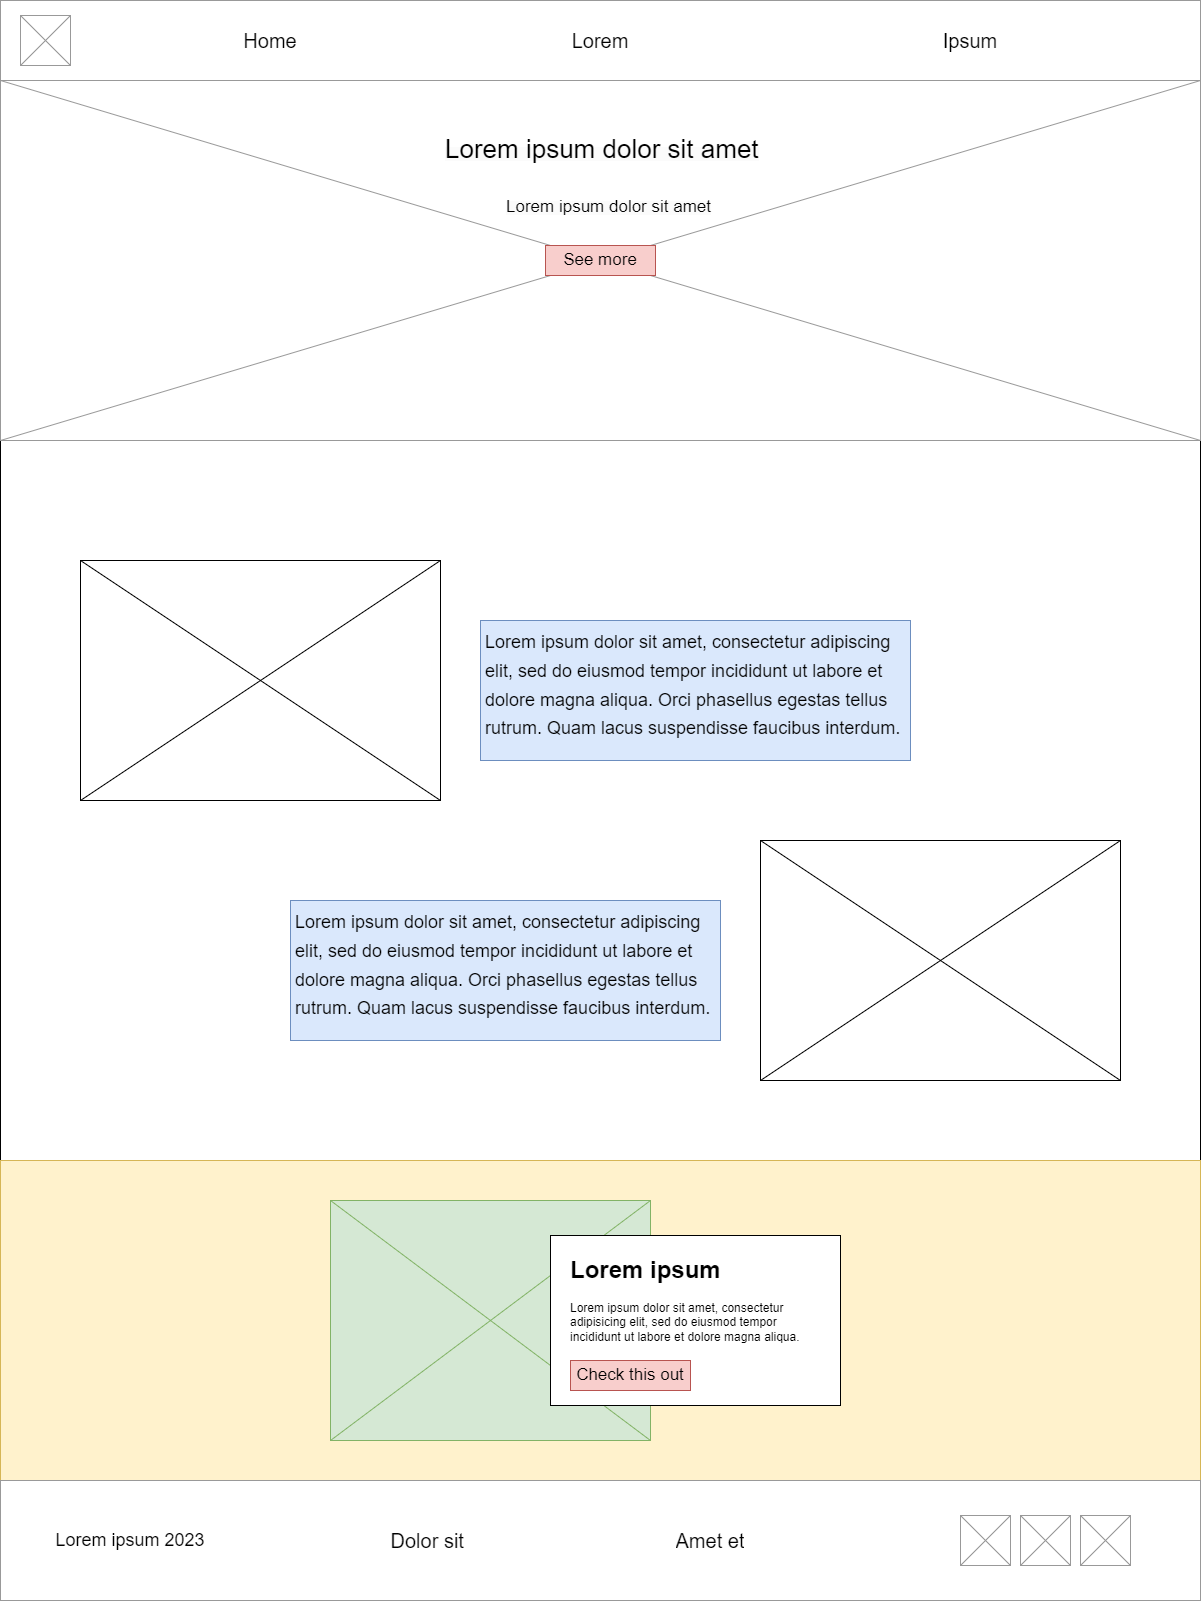 Home
Lorem
Ipsum
Lorem ipsum dolor sit amet
Lorem ipsum dolor sit amet
See more
Lorem ipsum dolor sit amet, consectetur adipiscing
elit, sed do eiusmod tempor incididunt ut labore et
dolore magna aliqua. Orci phasellus egestas tellus
rutrum. Quam lacus suspendisse faucibus interdum.
Lorem ipsum dolor sit amet, consectetur adipiscing
elit, sed do eiusmod tempor incididunt ut labore et
dolore magna aliqua. Orci phasellus egestas tellus
rutrum. Quam lacus suspendisse faucibus interdum.
Lorem ipsum
Lorem ipsum dolor sit amet, consectetur
adipisicing elit, sed do eiusmod tempor
incididunt ut labore et dolore magna aliqua.
Check this out
Lorem ipsum 2023
Dolor sit
Amet et